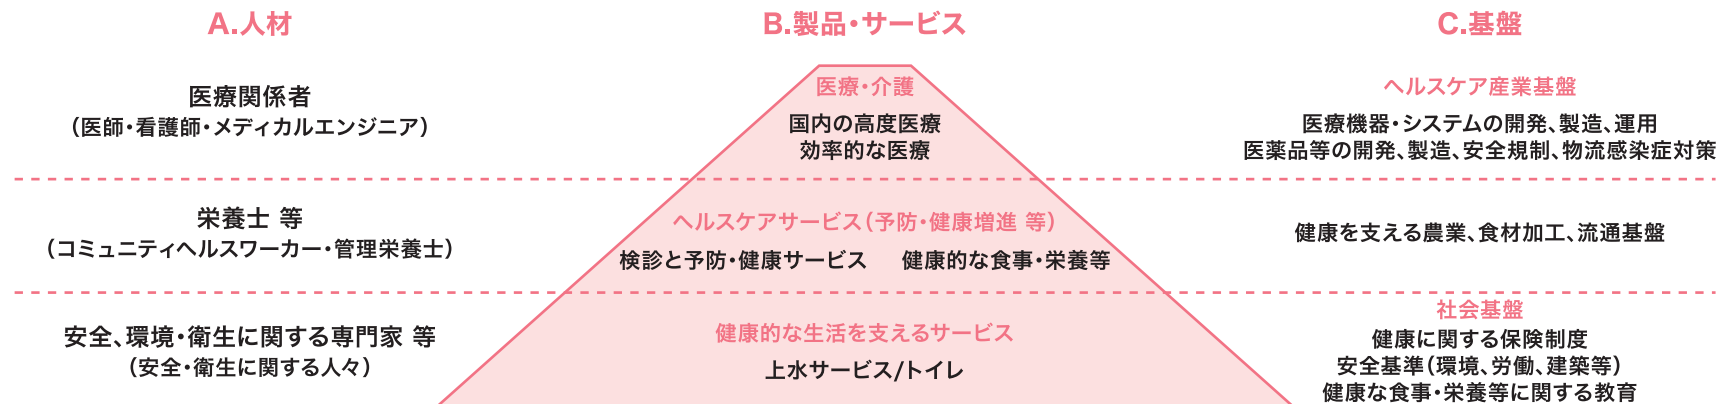 A.人材
B.製品・サービス
C.基盤
医療関係者
（医師・看護師・メディカルエンジニア）
医療・介護
国内の高度医療
効率的な医療
ヘルスケア産業基盤
医療機器・システムの開発、製造、運用
医薬品等の開発、製造、安全規制、物流感染症対策
栄養士 等
（コミュニティヘルスワーカー・管理栄養士）
ヘルスケアサービス（予防・健康増進 等）
検診と予防・健康サービス　健康的な食事・栄養等
健康を支える農業、食材加工、流通基盤
安全、環境・衛生に関する専門家 等
（安全・衛生に関する人々）
健康的な生活を支えるサービス
上水サービス/トイレ
社会基盤
健康に関する保険制度
安全基準（環境、労働、建築等）
健康な食事・栄養等に関する教育